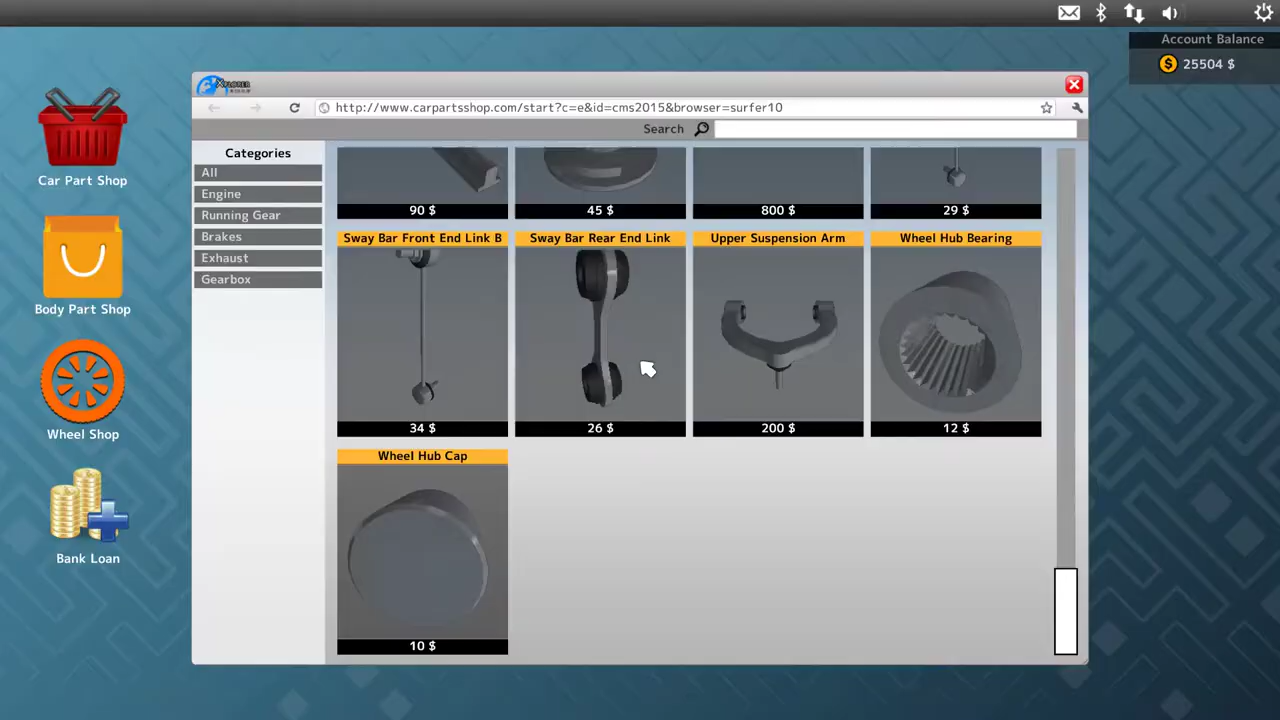 Account Balance
$ 25504 $
XPLORER
http://www.carpartsshop.com/start?c=e&id=cms2015&browser=surfer10
Search
Categories
All
Engine
Running Gear
Brakes
Exhaust
Gearbox
Car Part Shop
Body Part Shop
Wheel Shop
Bank Loan
90 $
45 $
800 $
29 $
Sway Bar Front End Link B
Sway Bar Rear End Link
Upper Suspension Arm
Wheel Hub Bearing
34 $
26 $
200 $
12 $
Wheel Hub Cap
10 $